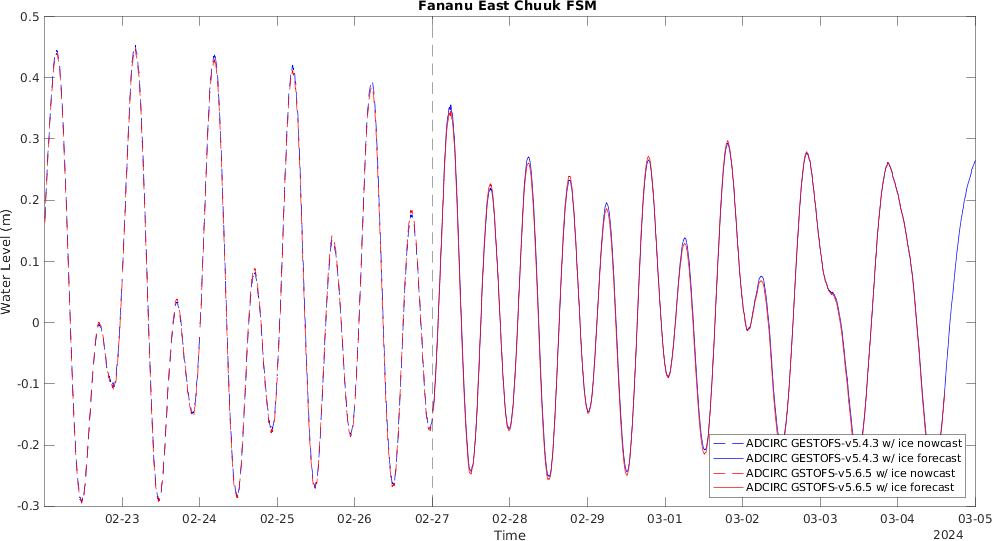 Fananu East Chuuk FSM
0.5
0.4
0.3
0.2
0.1
0
-0.1
-0.2
-0.3
Water Level (m)
ADCIRC GESTOFS-v5.4.3 w/ ice nowcast
ADCIRC GESTOFS-v5.4.3 w/ ice forecast
ADCIRC GSTOFS-v5.6.5 w/ ice nowcast
ADCIRC GSTOFS-v5.6.5 w/ ice forecast
02-23 02-24 02-25 02-26 02-27 02-28 02-29 03-01 03-02 03-03 03-04 03-05
Time
2024